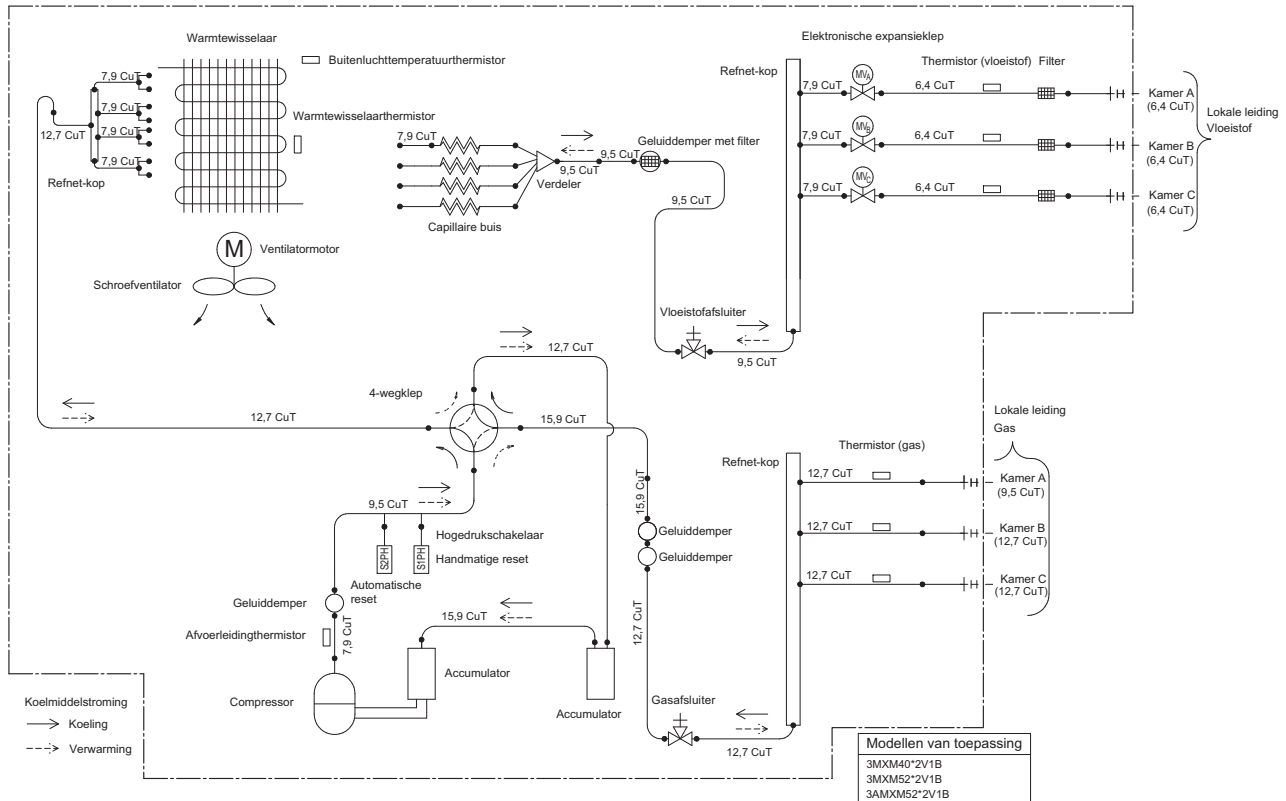 Warmtewisselaar
Buitenluchttemperatuurthermistor
7,9 CuT
7,9 CuT
7,9 CuT
7,9 CuT
12,7 CuT
Refnet-kop
Warmtewisselaarthermistor
M
Ventilatormotor
Schroefventilator
7,9 CuT
Capillaire buis
Verdeler
9,5 CuT
9,5 CuT
Geluiddemper met filter
9,5 CuT
Vloeistofafsluiter
9,5 CuT
Elektronische expansieklep
Refnet-kop
Thermistor (vloeistof)
Filter
7,9 CuT
MVA
6,4 CuT
Kamer A
(6,4 CuT)
7,9 CuT
MVB
6,4 CuT
Kamer B
(6,4 CuT)
7,9 CuT
MVC
6,4 CuT
Kamer C
(6,4 CuT)
Lokale leiding
Vloeistof
12,7 CuT
4-wegklep
12,7 CuT
15,9 CuT
9,5 CuT
Hogedrukschakelaar
S2PH
S1PH
Handmatige reset
Automatische
reset
Geluiddemper
Afvoerleidingthermistor
7,9 CuT
Compressor
Accumulator
15,9 CuT
Accumulator
15,9 CuT
Geluiddemper
Geluiddemper
12,7 CuT
Gasafsluiter
12,7 CuT
Refnet-kop
Thermistor (gas)
Lokale leiding
Gas
12,7 CuT
Kamer A
(9,5 CuT)
12,7 CuT
Kamer B
(12,7 CuT)
12,7 CuT
Kamer C
(12,7 CuT)
Koelmiddelstroming
Koeling
Verwarming
Modellen van toepassing
3MXM40*2V1B
3MXM52*2V1B
3AMXM52*2V1B